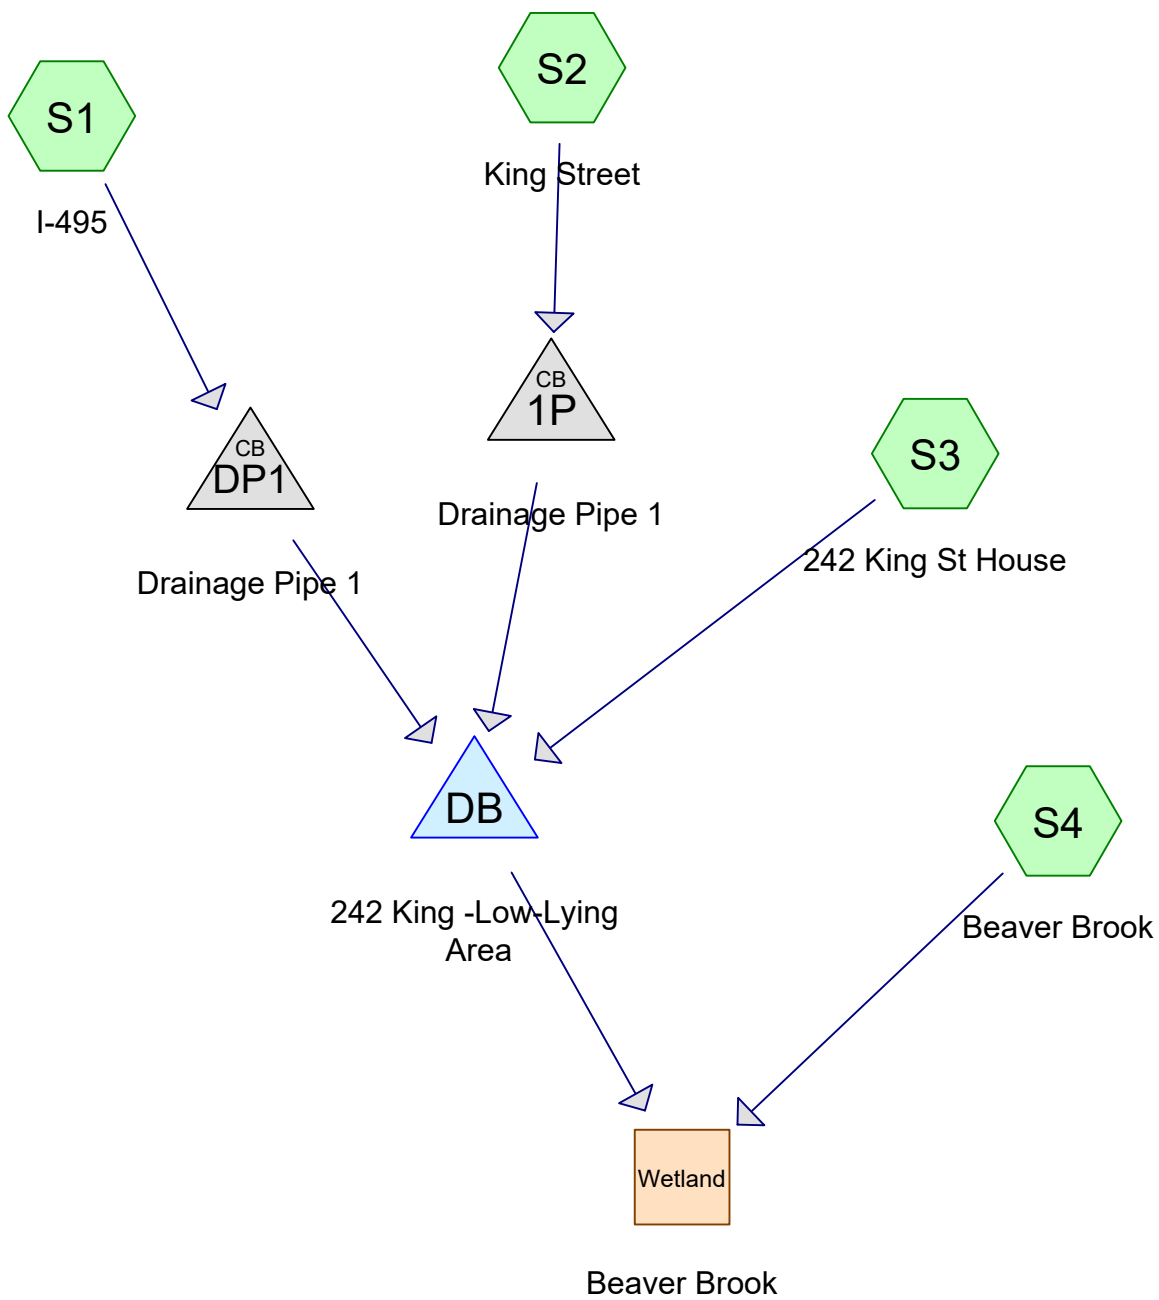 S2
S1
King Street
I-495
CB
1P
S3
CB
DP1
Drainage Pipe 1
242 King St House
Drainage Pipe 1
DB
S4
242 King -Low-Lying
Area
Beaver Brook
Wetland
Beaver Brook